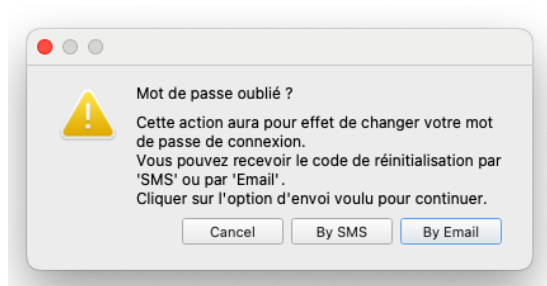 Mot de passe oublié ?
Cette action aura pour effet de changer votre mot
de passe de connexion.
Vous pouvez recevoir le code de réinitialisation par
'SMS' ou par 'Email'.
Cliquer sur l'option d'envoi voulu pour continuer.
Cancel By SMS By Email